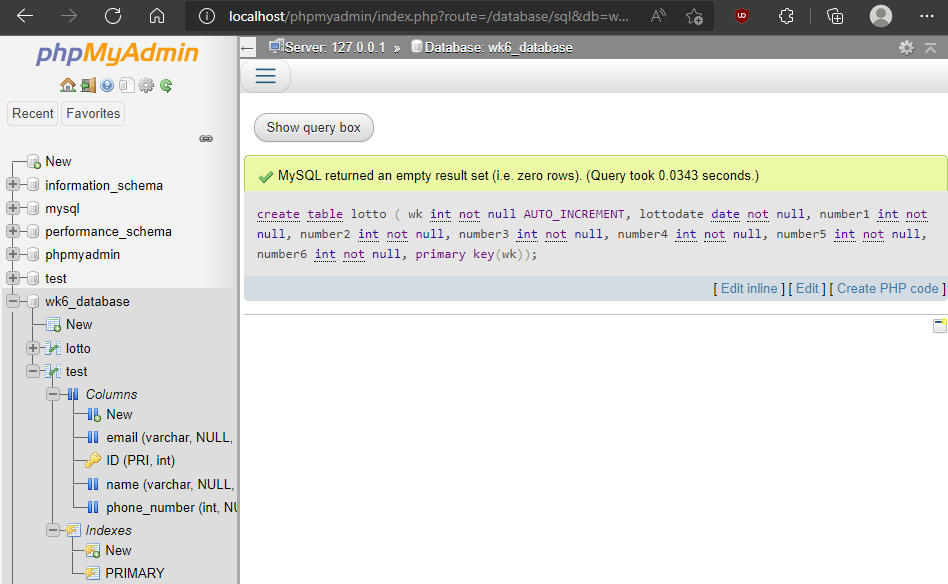 localhost/phpmyadmin/index.php?route=/database/sql&db=w...
phpMyAdmin
Recent Favorites
New
information_schema
mysql
performance_schema
phpmyadmin
test
wk6_database
New
lotto
test
Columns
New
email (varchar, NULL,
ID (PRI, int)
name (varchar, NULL,
phone_number (int, NU
Indexes
New
PRIMARY
Server: 127.0.0.1 » Database: wk6_database
Show query box
MySQL returned an empty result set (i.e. zero rows). (Query took 0.0343 seconds.)
create table lotto ( wk int not null AUTO_INCREMENT, lottodate date not null, number1 int not
null, number2 int not null, number3 int not null, number4 int not null, number5 int not null,
number6 int not null, primary key(wk));
[ Edit inline ] [ Edit ] [ Create PHP code ]